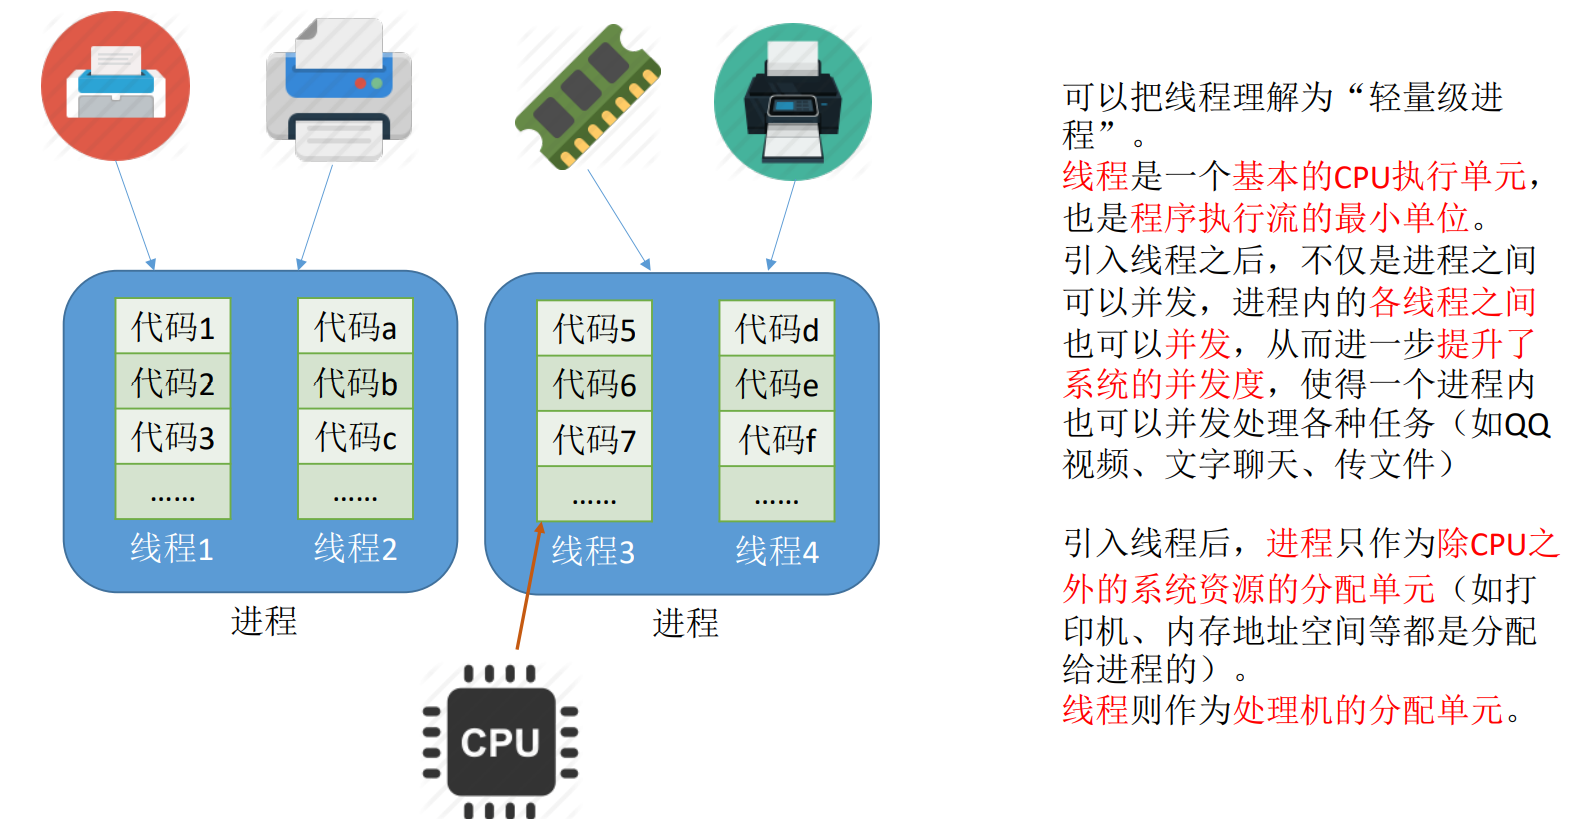 代码1
代码2
代码3
......
线程1
代码a
代码b
代码c
......
线程2
进程
代码5
代码6
代码7
......
线程3
代码d
代码e
代码f
......
线程4
进程
CPU
可以把线程理解为“轻量级进
程”。
线程是一个基本的CPU执行单元，
也是程序执行流的最小单位。
引入线程之后，不仅是进程之间
可以并发，进程内的各线程之间
也可以并发，从而进一步提升了
系统的并发度，使得一个进程内
也可以并发处理各种任务（如QQ
视频、文字聊天、传文件）
引入线程后，进程只作为除CPU之
外的系统资源的分配单元（如打
印机、内存地址空间等都是分配
给进程的）。
线程则作为处理机的分配单元。